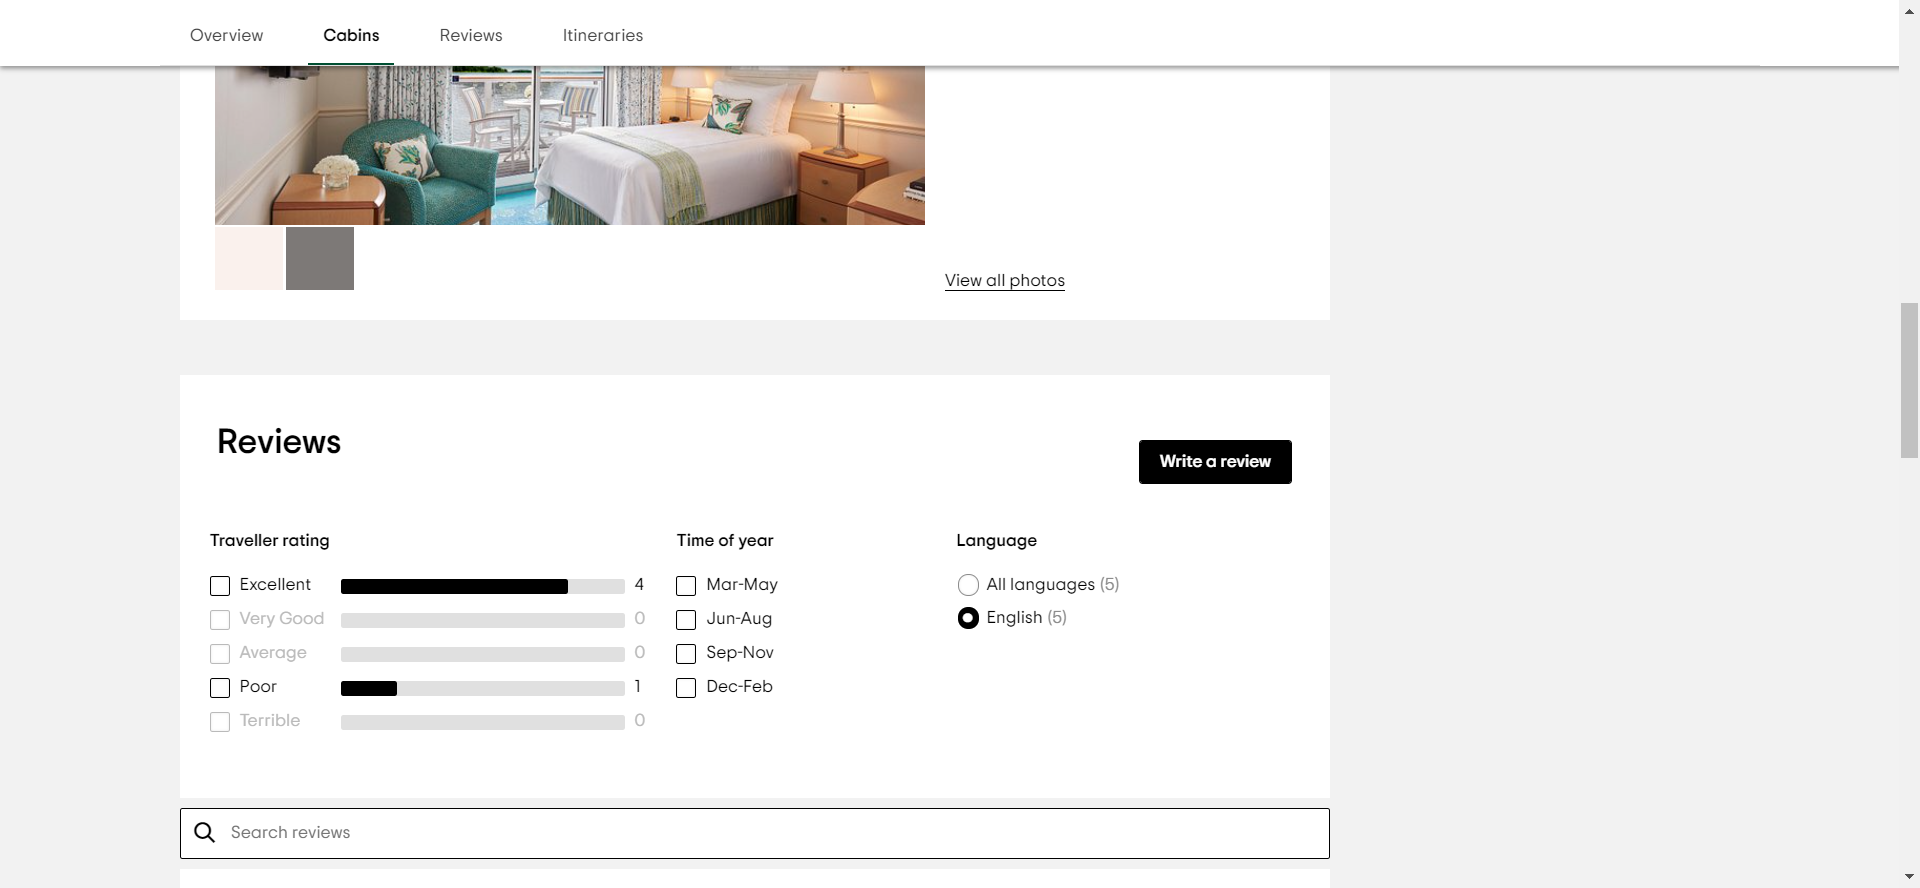 Overview Cabins Reviews Itineraries
View all photos
Reviews
Write a review
Traveller rating
Excellent 4
Very Good 0
Average 0
Poor 1
Terrible 0
Time of year
Mar-May
Jun-Aug
Sep-Nov
Dec-Feb
Language
All languages (5)
English (5)
Search reviews